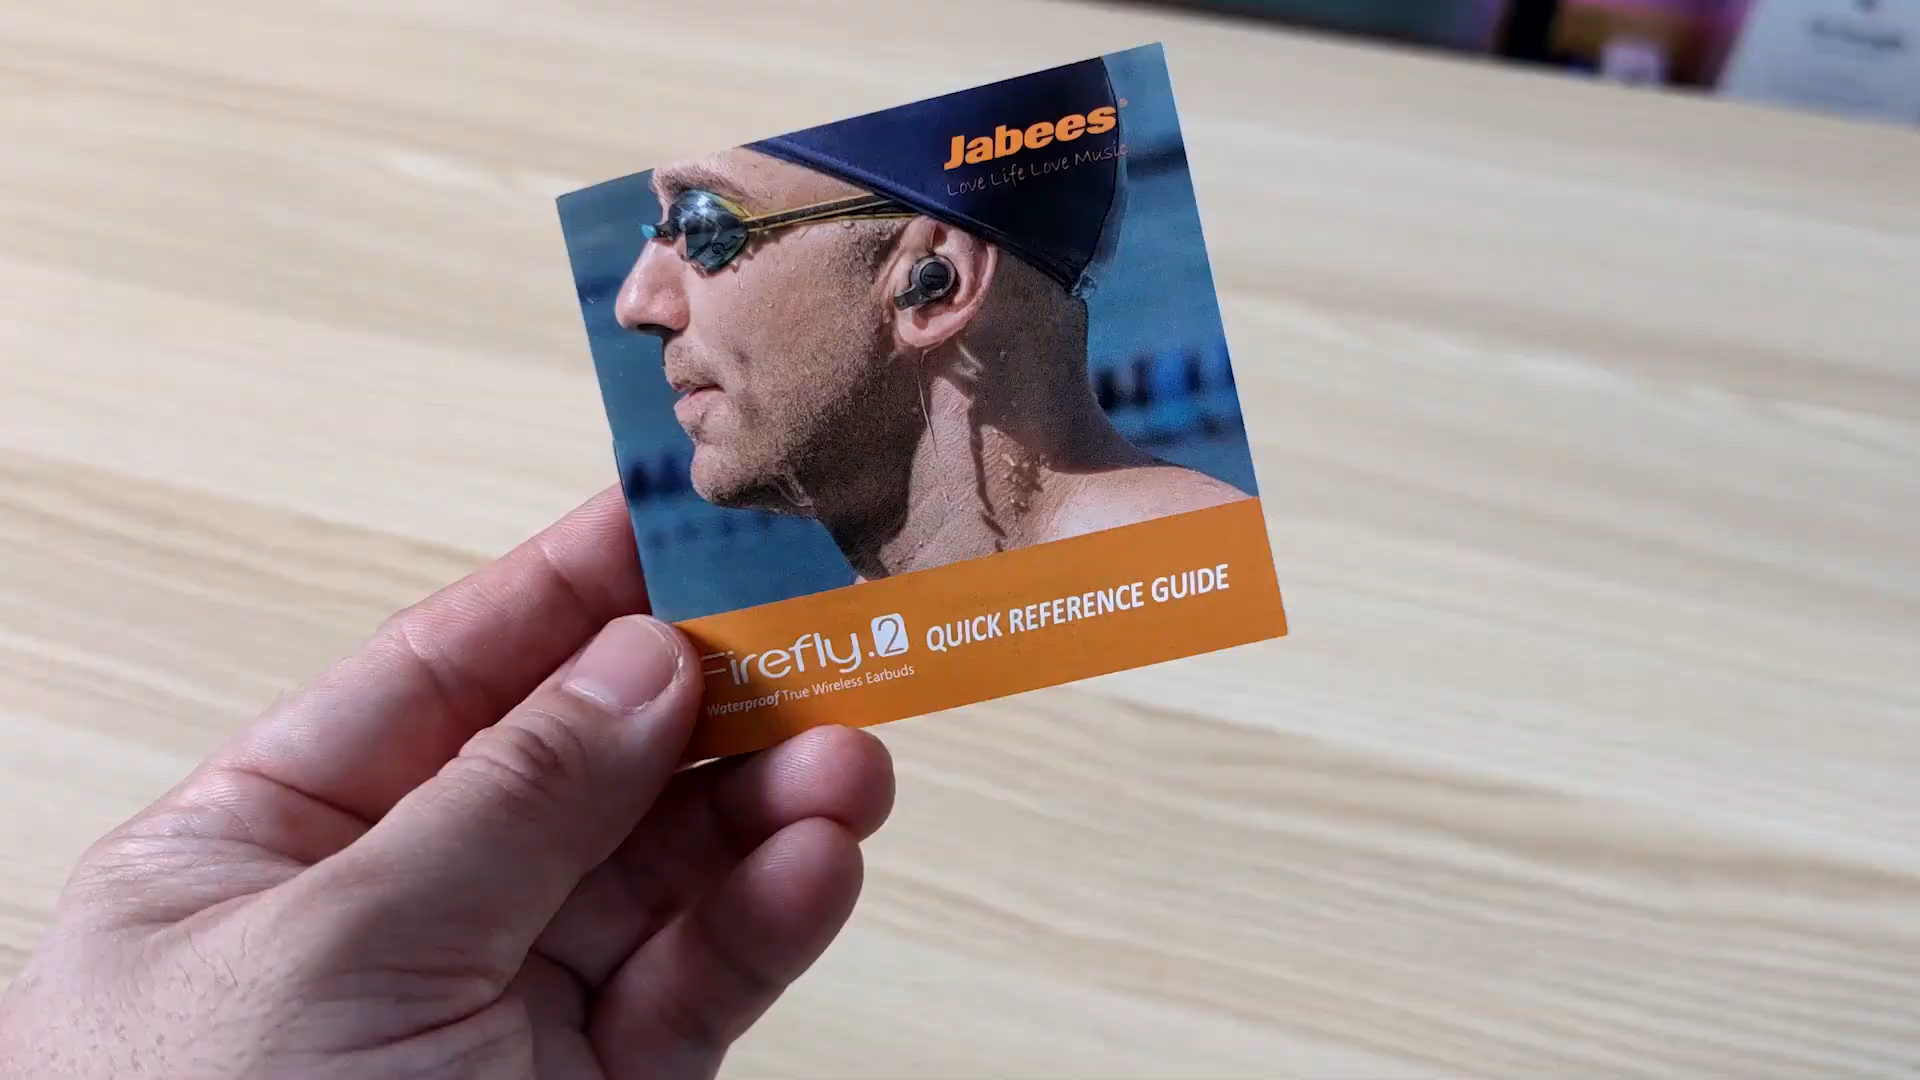 Jabees®
Love Life Love Music
Firefly.2 QUICK REFERENCE GUIDE
Waterproof True Wireless Earbuds